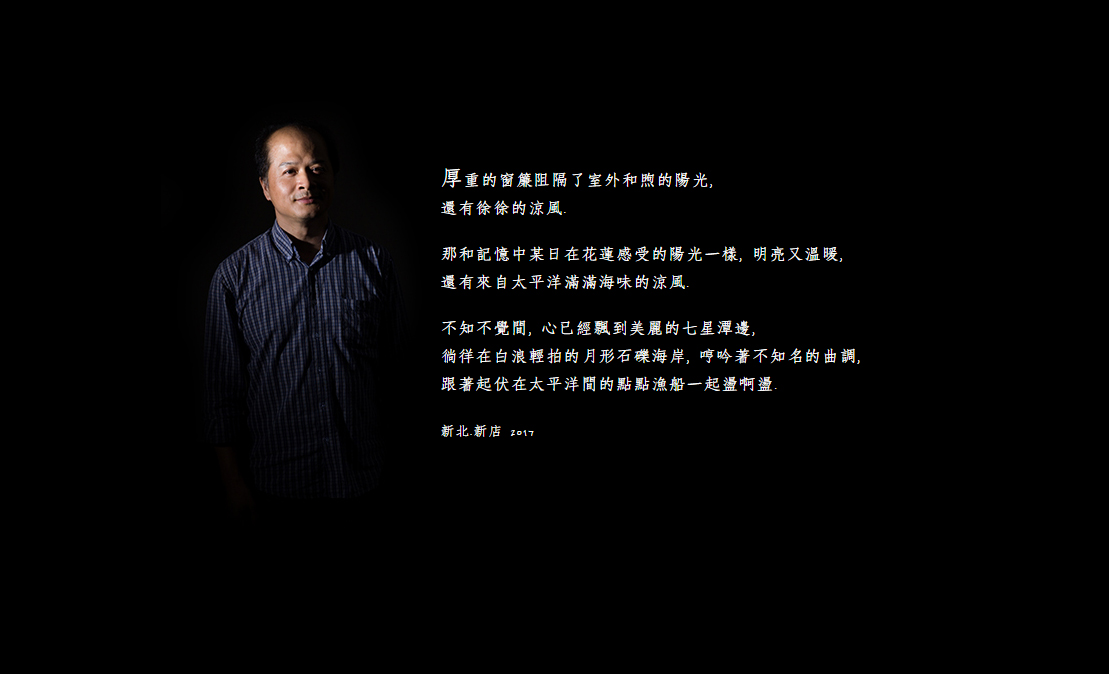 厚重的窗簾阻隔了室外和煦的陽光,
還有徐徐的涼風.
那和記憶中某日在花蓮感受的陽光一樣, 明亮又溫暖,
還有來自太平洋滿滿海味的涼風.
不知不覺間, 心已經飄到美麗的七星潭邊,
徜徉在白浪輕拍的月形石礫海岸, 哼吟著不知名的曲調,
跟著起伏在太平洋間的點點漁船一起盪啊盪.
新北.新店 2017